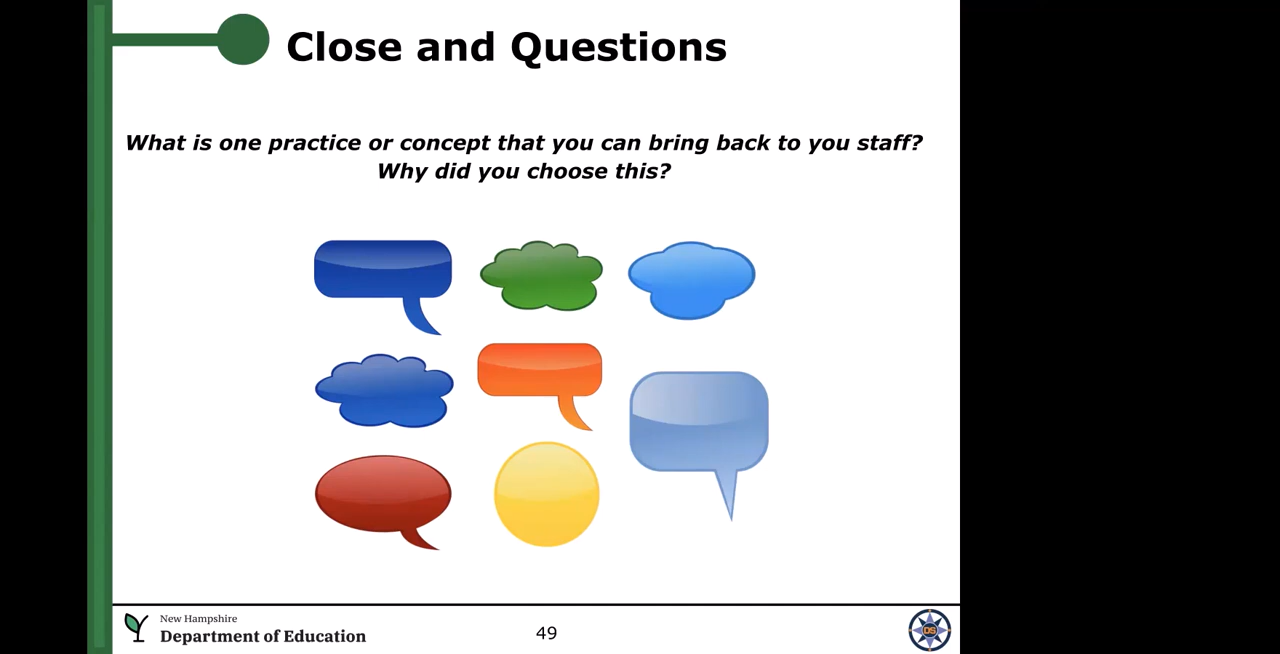 Close and Questions
What is one practice or concept that you can bring back to you staff?
Why did you choose this?
New Hampshire
Department of Education
49
DS